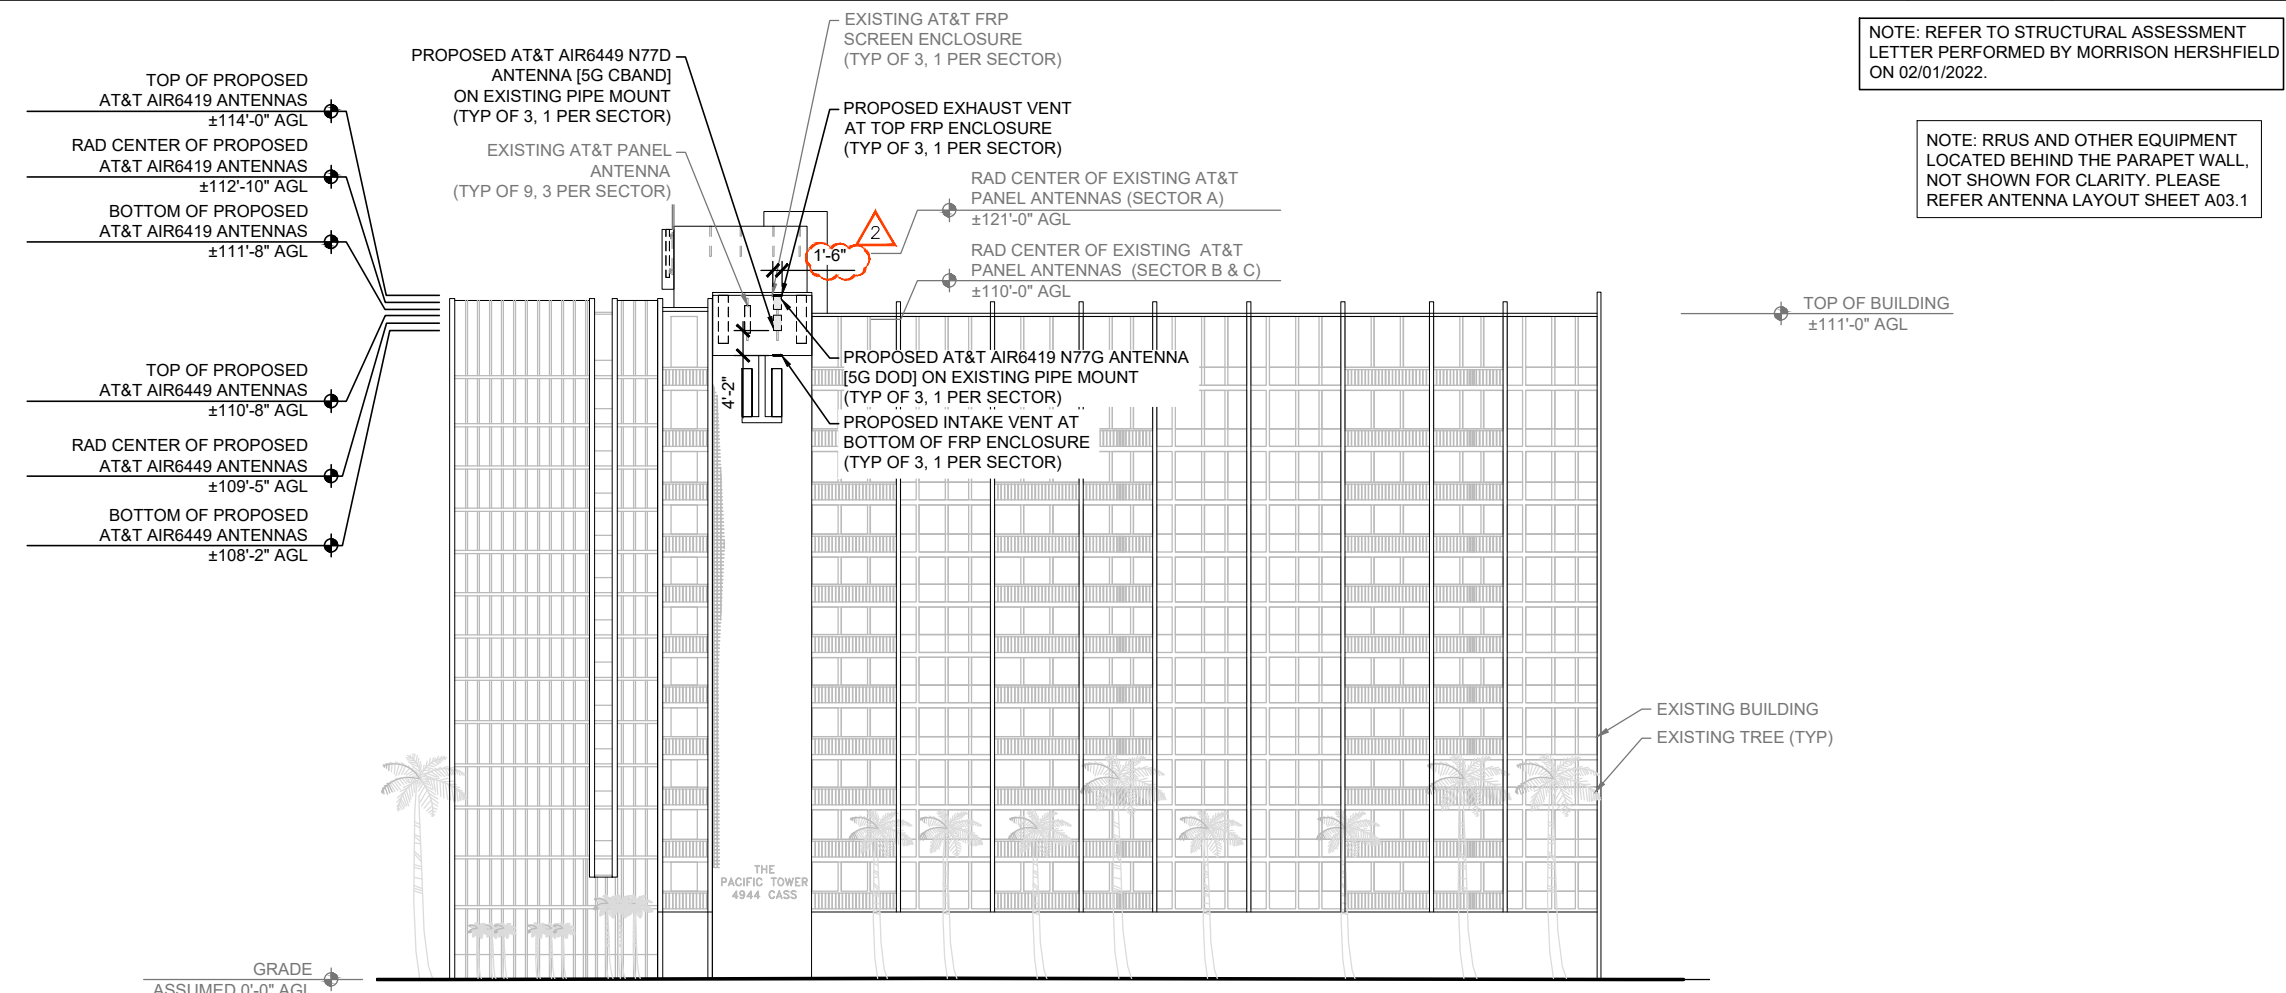 TOP OF PROPOSED
AT&T AIR6419 ANTENNAS
±114'-0" AGL
RAD CENTER OF PROPOSED
AT&T AIR6419 ANTENNAS
±112'-10" AGL
BOTTOM OF PROPOSED
AT&T AIR6419 ANTENNAS
±111'-8" AGL
TOP OF PROPOSED
AT&T AIR6449 ANTENNAS
±110'-8" AGL
RAD CENTER OF PROPOSED
AT&T AIR6449 ANTENNAS
±109'-5" AGL
BOTTOM OF PROPOSED
AT&T AIR6449 ANTENNAS
±108'-2" AGL
GRADE
ASSUMED 0'-0" AGL
PROPOSED AT&T AIR6449 N77D
ANTENNA [5G CBAND]
ON EXISTING PIPE MOUNT
(TYP OF 3, 1 PER SECTOR)
EXISTING AT&T PANEL
ANTENNA
(TYP OF 9, 3 PER SECTOR)
EXISTING AT&T FRP
SCREEN ENCLOSURE
(TYP OF 3, 1 PER SECTOR)
PROPOSED EXHAUST VENT
AT TOP FRP ENCLOSURE
(TYP OF 3, 1 PER SECTOR)
2
1'-6"
RAD CENTER OF EXISTING AT&T
PANEL ANTENNAS (SECTOR A)
±121'-0" AGL
RAD CENTER OF EXISTING AT&T
PANEL ANTENNAS (SECTOR B & C)
±110'-0" AGL
4'-2"
PROPOSED AT&T AIR6419 N77G ANTENNA
[5G DOD] ON EXISTING PIPE MOUNT
(TYP OF 3, 1 PER SECTOR)
PROPOSED INTAKE VENT AT
BOTTOM OF FRP ENCLOSURE
(TYP OF 3, 1 PER SECTOR)
THE
PACIFIC TOWER
4944 CASS
NOTE: REFER TO STRUCTURAL ASSESSMENT
LETTER PERFORMED BY MORRISON HERSHFIELD
ON 02/01/2022.
NOTE: RRUS AND OTHER EQUIPMENT
LOCATED BEHIND THE PARAPET WALL,
NOT SHOWN FOR CLARITY. PLEASE
REFER ANTENNA LAYOUT SHEET A03.1
TOP OF BUILDING
±111'-0" AGL
EXISTING BUILDING
EXISTING TREE (TYP)